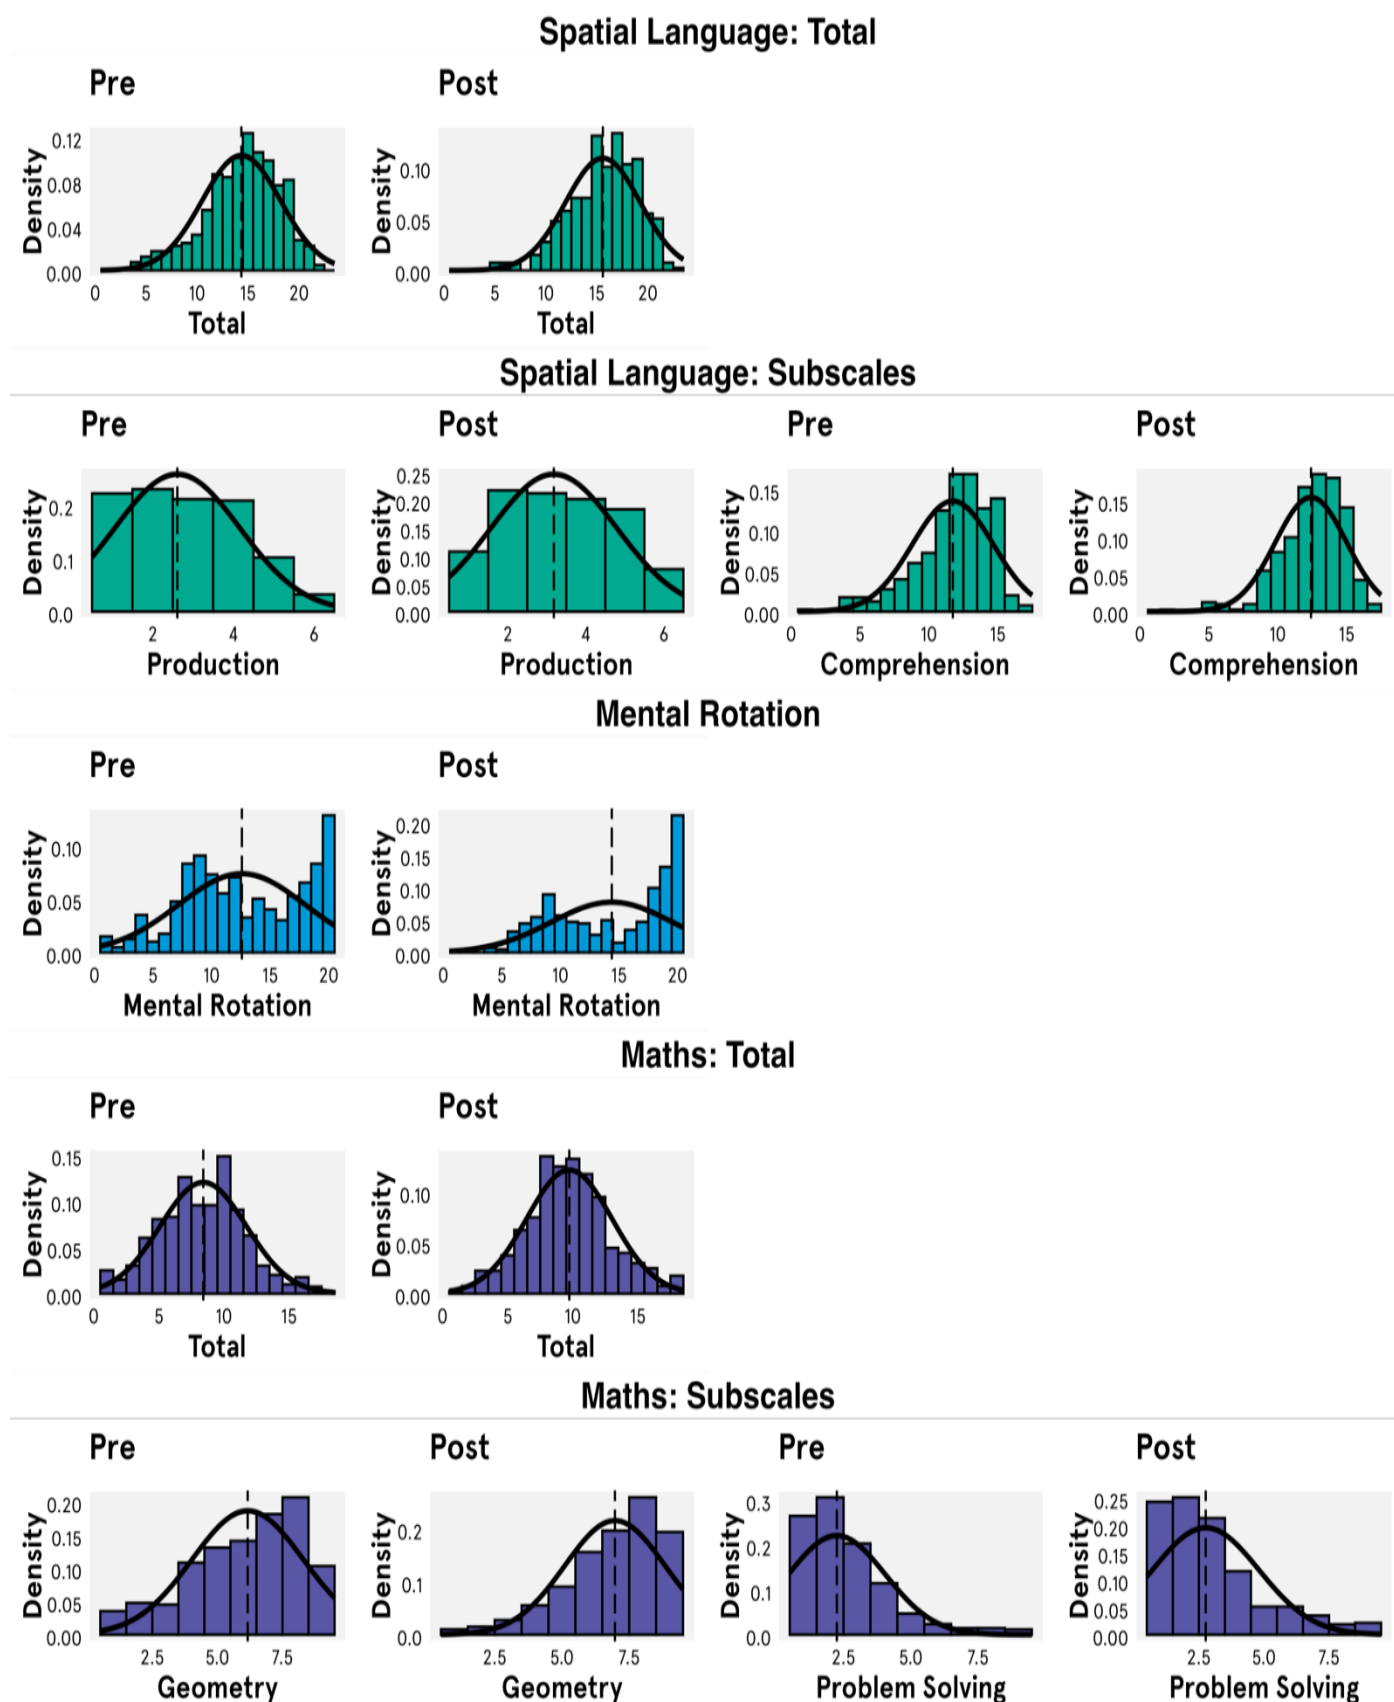 Spatial Language: Total
Pre Post
Density 0.12 0.08 0.04 0.00 Density 0.10 0.05 0.00
0 5 10 15 20 0 5 10 15 20
Total Total
Spatial Language: Subscales
Pre Post Pre Post
Density 0.2 0.1 0.0 Density 0.25 0.20 0.15 0.10 0.05 0.00 Density 0.15 0.10 0.05 0.00 Density 0.15 0.10 0.05 0.00
2 4 6 2 4 6 0 5 10 15 0 5 10 15
Production Production Comprehension Comprehension
Mental Rotation
Pre Post
Density 0.10 0.05 0.00 Density 0.20 0.15 0.10 0.05 0.00
0 5 10 15 20 0 5 10 15 20
Mental Rotation Mental Rotation
Maths: Total
Pre Post
Density 0.15 0.10 0.05 0.00 Density 0.10 0.05 0.00
0 5 10 15 0 5 10 15
Total Total
Maths: Subscales
Pre Post Pre Post
Density 0.20 0.15 0.10 0.05 0.00 Density 0.2 0.1 0.0 Density 0.3 0.2 0.1 0.0 Density 0.25 0.20 0.15 0.10 0.05 0.00
2.5 5.0 7.5 2.5 5.0 7.5 2.5 5.0 7.5 2.5 5.0 7.5
Geometry Geometry Problem Solving Problem Solving